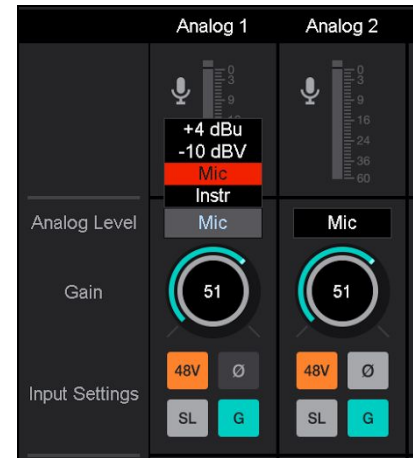 Analog 1 Analog 2
0 0
3 3
9 9
+4 dBu 16
-10 dBV 24
Mic 36
Instr 60
Analog Level Mic Mic
Gain 51 51
48V Ø 48V Ø
Input Settings
SL G SL G